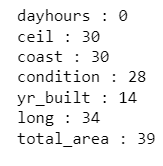 dayhours : 0
ceil : 30
coast : 30
condition : 28
yr_built : 14
long : 34
total_area : 39